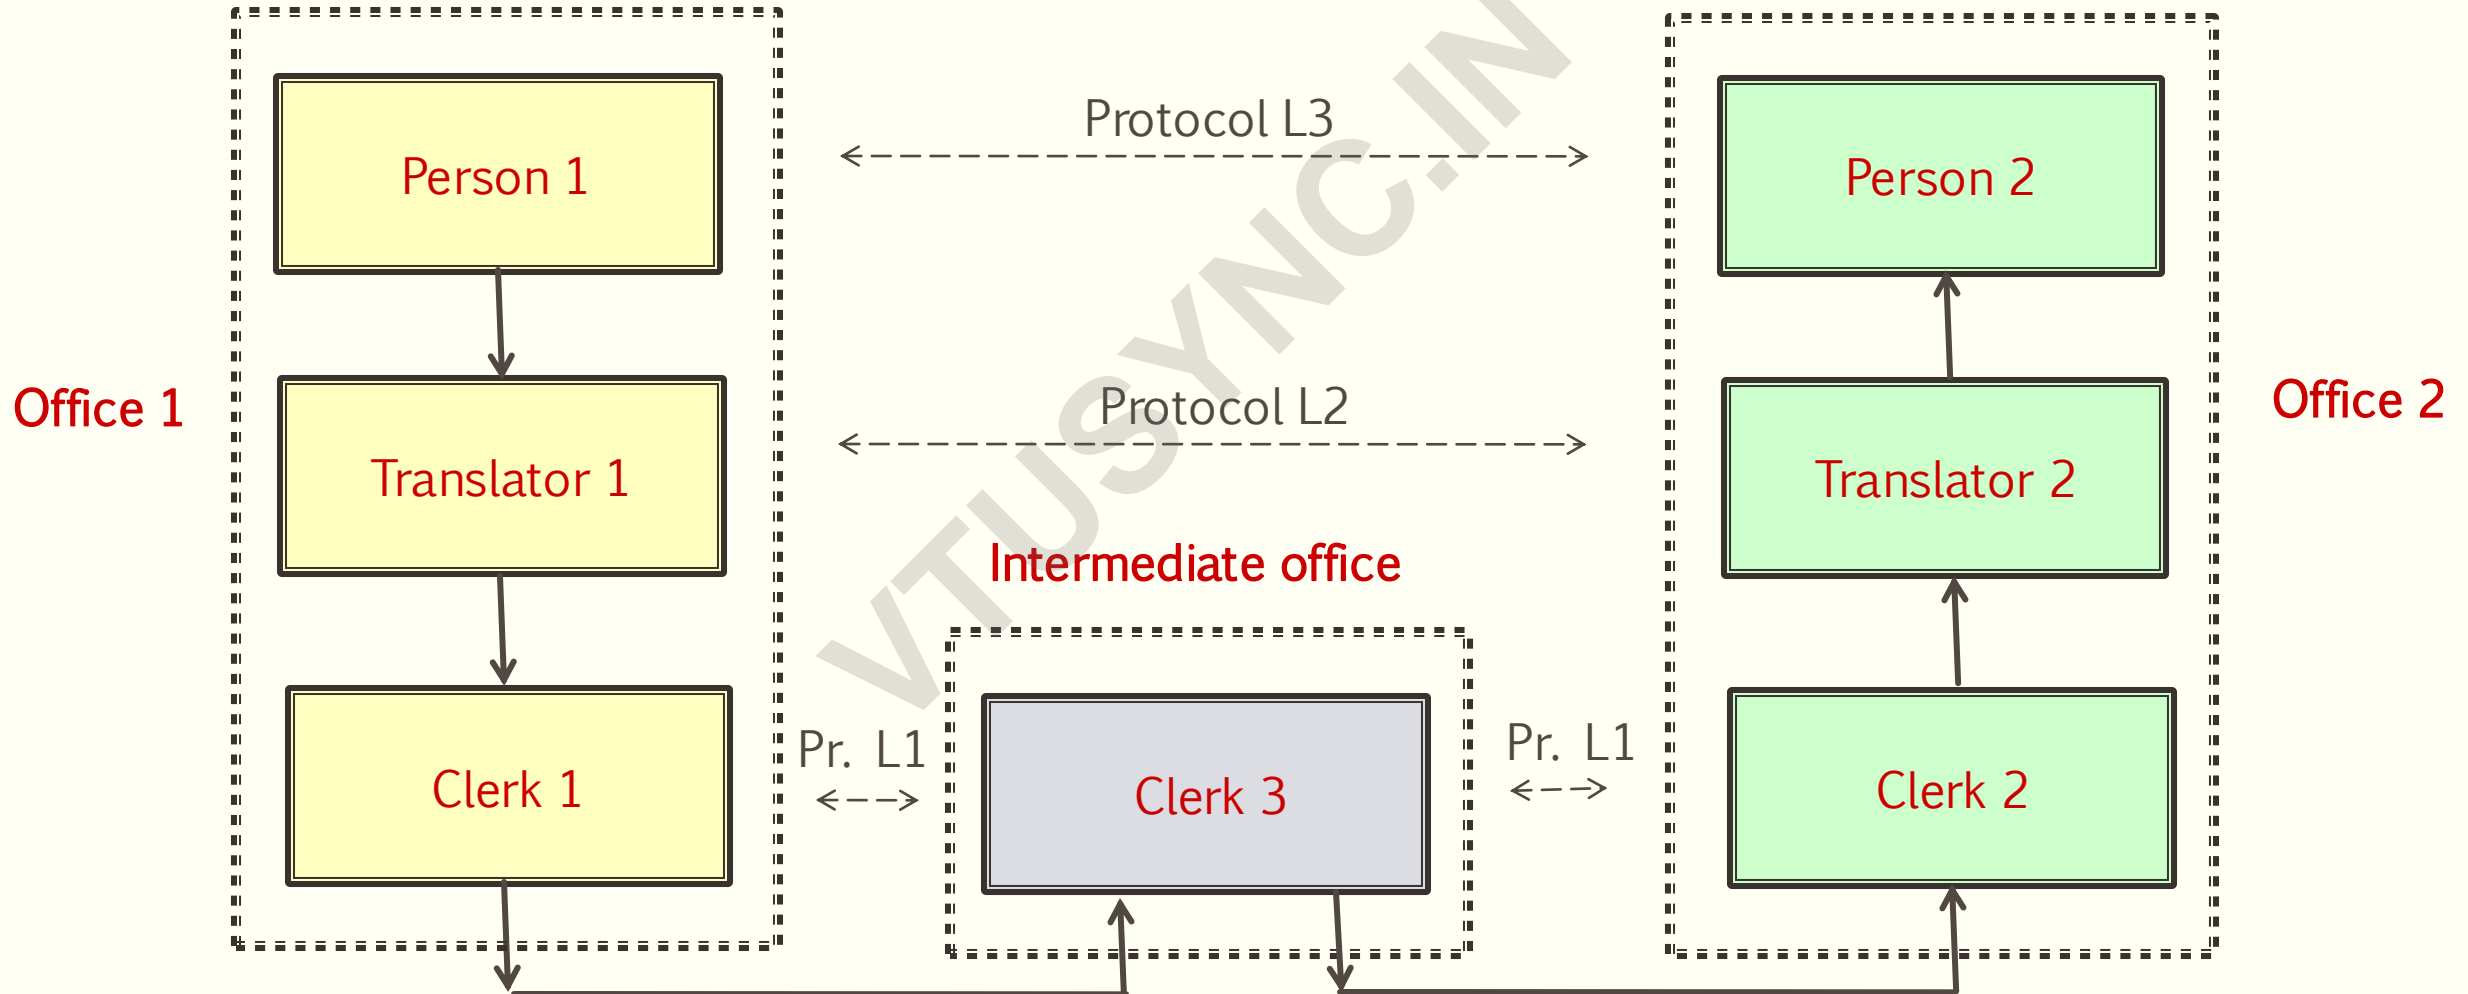 Protocol L3
Person 1
Person 2
Office 1
Protocol L2
Office 2
Translator 1
Translator 2
Intermediate office
Pr. L1
Pr. L1
Clerk 1
Clerk 3
Clerk 2
VTUSYNC.IN